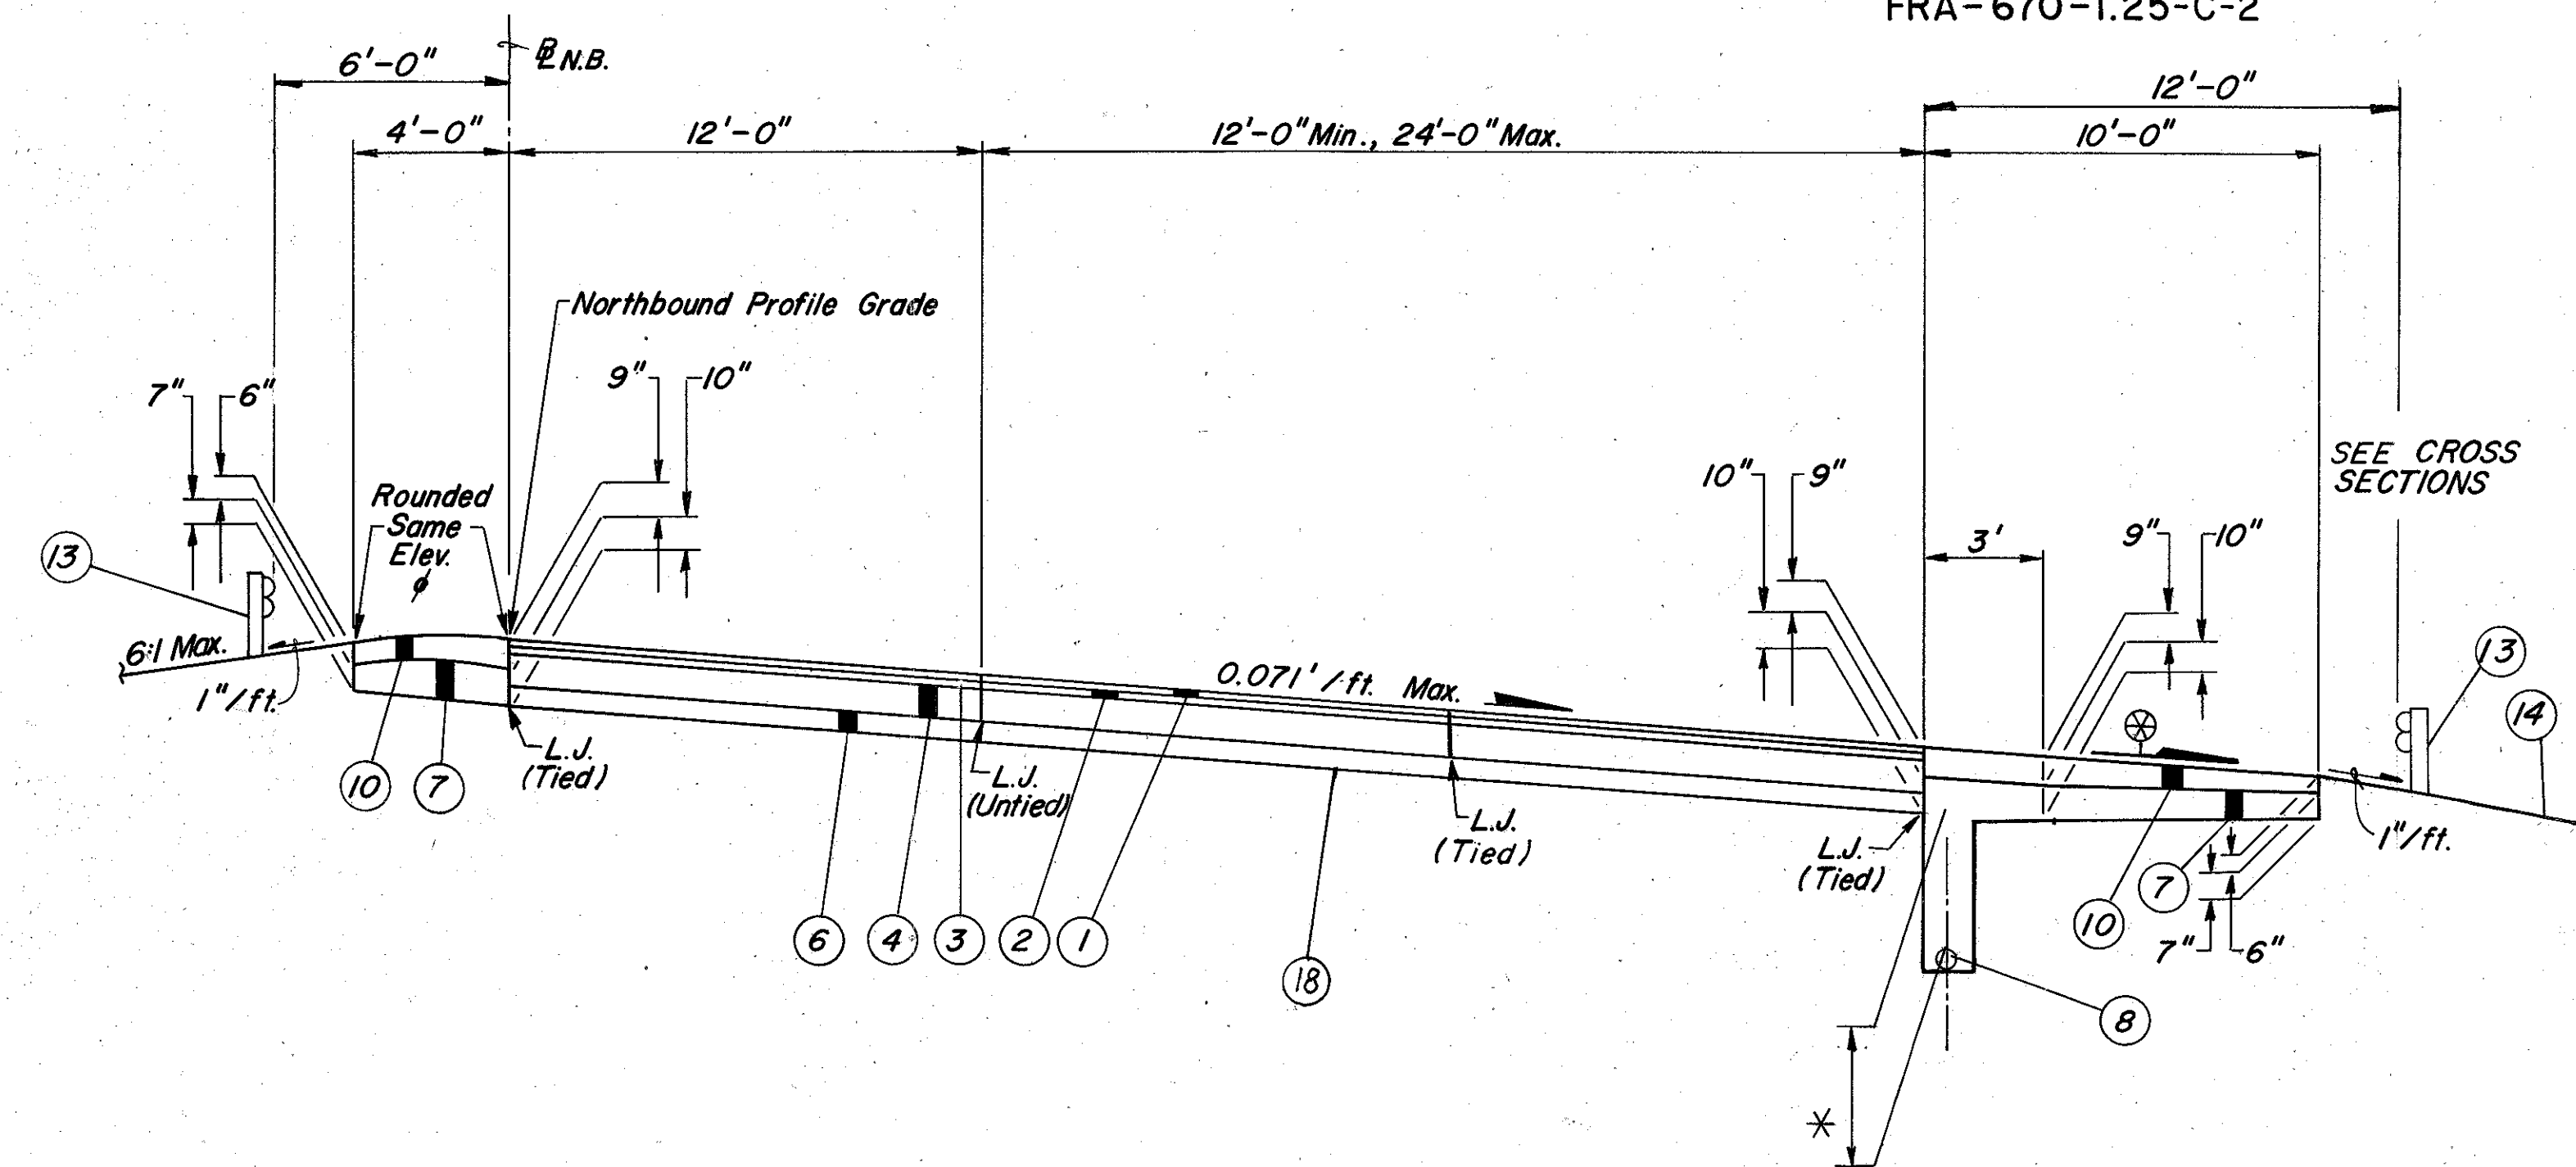 FRA-670-1.25-C-2
6'-0"
℄ N.B.
12'-0"
4'-0"
12'-0"
12'-0" Min., 24'-0" Max.
10'-0"
Northbound Profile Grade
7"
6"
9"
10"
Rounded
Same
Elev.
ϕ
10"
9"
SEE CROSS
SECTIONS
3'
9"
10"
13
6:1 Max.
1"/ft.
0.071'/ft. Max.
*
13
14
10
7
L.J.
(Tied)
L.J.
(Untied)
L.J.
(Tied)
L.J.
(Tied)
1"/ft.
6
4
3
2
1
18
10
7
7"
6"
8
*